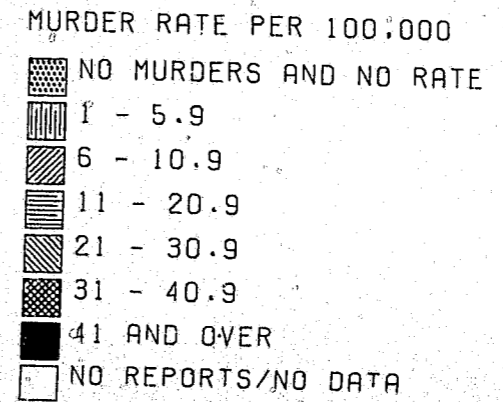 MURDER RATE PER 100,000
NO MURDERS AND NO RATE
1 - 5.9
6 - 10.9
11 - 20.9
21 - 30.9
31 - 40.9
41 AND OVER
NO REPORTS/NO DATA